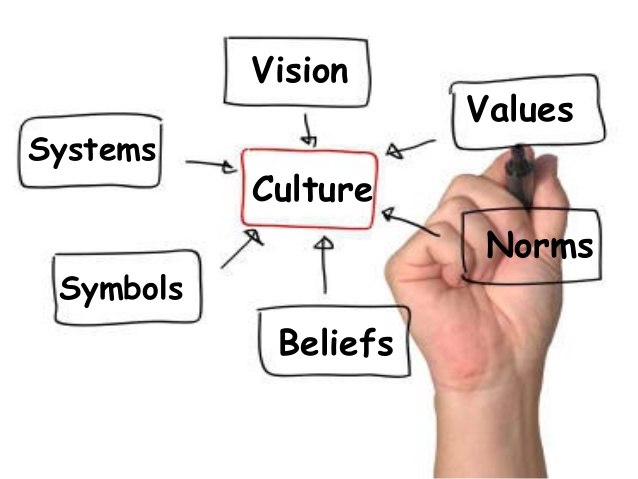 Vision
Values
Systems
Culture
Norms
Symbols
Beliefs